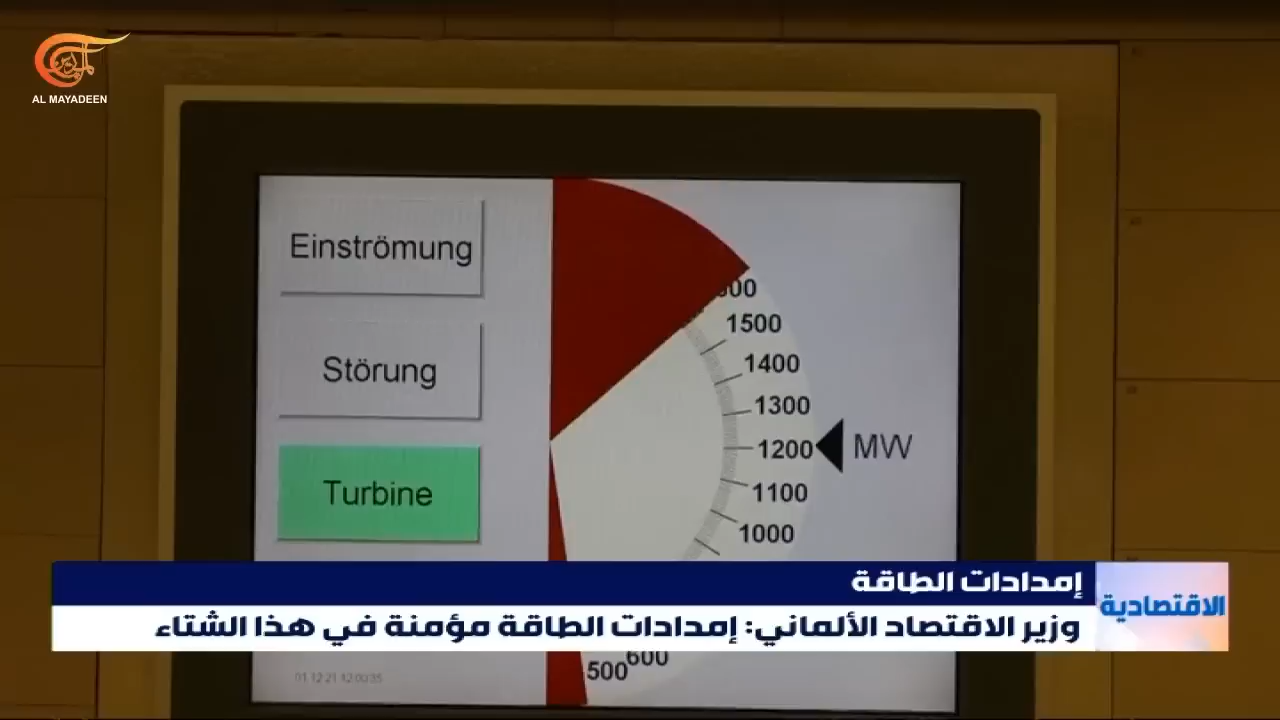 AL MAYADEEN
Einströmung
Störung
Turbine
1500
1400
1300
1200
MW
1100
1000
إمدادات الطاقة
الاقتصادية
وزير الاقتصاد الألماني: إمدادات الطاقة مؤمنة في هذا الشتاء
600
500